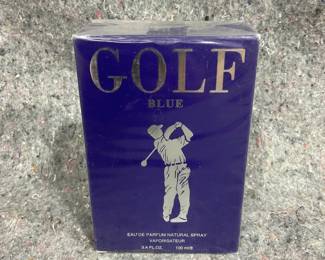 GOLF
BLUE
EAU DE PARFUM NATURAL SPRAY
VAPORISATEUR
3.4 FL.OZ. 100 ml℮